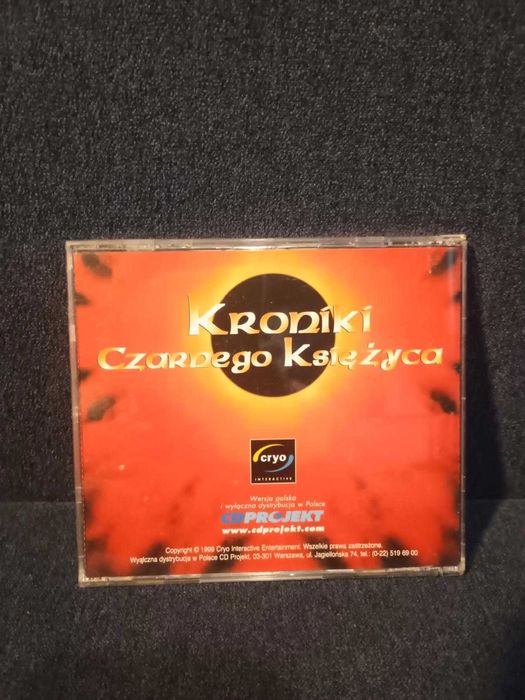 Kroniki
Czarnego Księżyca
cryo
INTERACTIVE
Wersja polska
i wyłączna dystrybucja w Polsce
CD PROJEKT
www.cdprojekt.com
Copyright © 1999 Cryo Interactive Entertainment. Wszelkie prawa zastrzeżone.
Wyłączna dystrybucja w Polsce CD Projekt, 03-301 Warszawa, ul. Jagiellońska 74, tel.: (0-22) 519 69 00